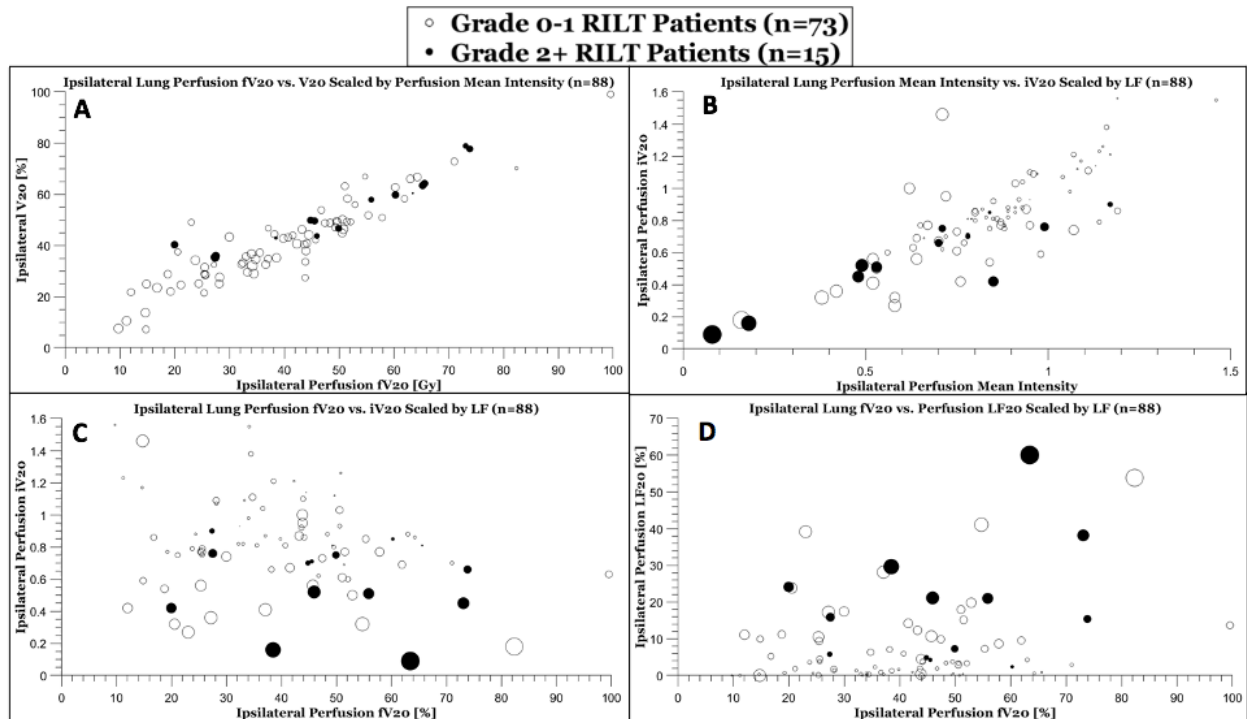 ○ Grade 0-1 RILT Patients (n=73)
● Grade 2+ RILT Patients (n=15)
Ipsilateral Lung Perfusion fV20 vs. V20 Scaled by Perfusion Mean Intensity (n=88)
A
Ipsilateral V20 [%]
100
80
60
40
20
0
0 10 20 30 40 50 60 70 80 90 100
Ipsilateral Perfusion fV20 [Gy]
Ipsilateral Lung Perfusion Mean Intensity vs. iV20 Scaled by LF (n=88)
B
Ipsilateral Perfusion iV20
1.6
1.4
1.2
1
0.8
0.6
0.4
0.2
0
0 0.5 1 1.5
Ipsilateral Perfusion Mean Intensity
Ipsilateral Lung Perfusion fV20 vs. iV20 Scaled by LF (n=88)
C
Ipsilateral Perfusion iV20
1.6
1.4
1.2
1
0.8
0.6
0.4
0.2
0
0 10 20 30 40 50 60 70 80 90 100
Ipsilateral Perfusion fV20 [%]
Ipsilateral Lung fV20 vs. Perfusion LF20 Scaled by LF (n=88)
D
Ipsilateral Perfusion LF20 [%]
70
60
50
40
30
20
10
0
0 10 20 30 40 50 60 70 80 90 100
Ipsilateral Perfusion fV20 [%]